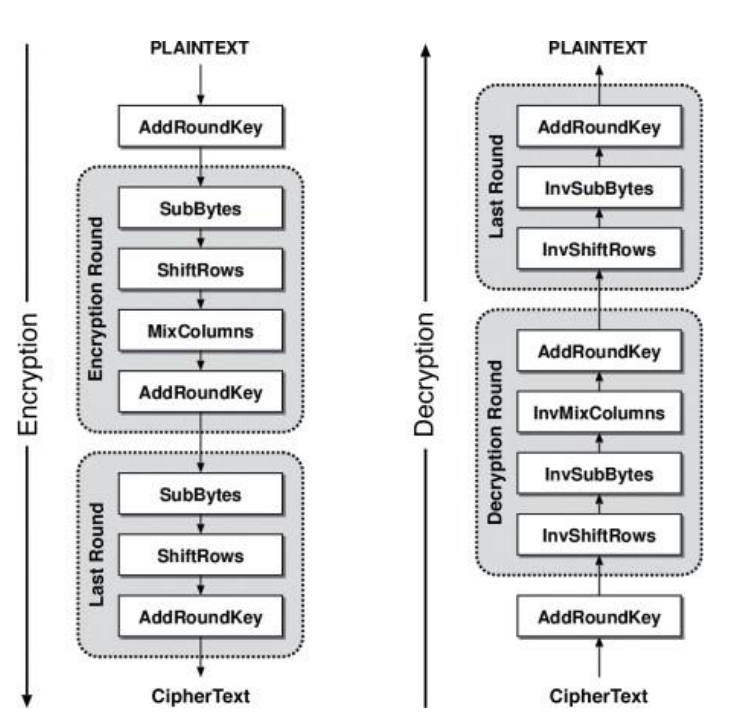 PLAINTEXT
AddRoundKey
Encryption Round
SubBytes
ShiftRows
MixColumns
AddRoundKey
Last Round
SubBytes
ShiftRows
AddRoundKey
CipherText
Encryption
PLAINTEXT
Last Round
AddRoundKey
InvSubBytes
InvShiftRows
Decryption Round
AddRoundKey
InvMixColumns
InvSubBytes
InvShiftRows
AddRoundKey
CipherText
Decryption